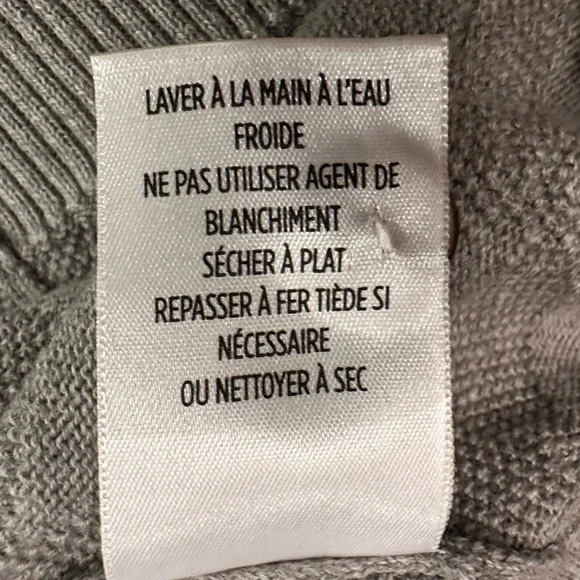 LAVER À LA MAIN À L'EAU
FROIDE
NE PAS UTILISER AGENT DE
BLANCHIMENT
SÉCHER À PLAT
REPASSER À FER TIÈDE SI
NÉCESSAIRE
OU NETTOYER À SEC